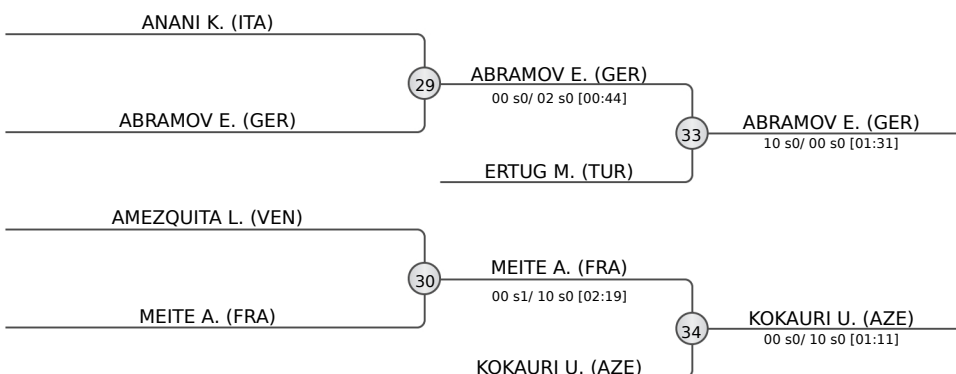 ANANI K. (ITA)
29
ABRAMOV E. (GER)
00 s0/ 02 s0 [00:44]
ABRAMOV E. (GER)
33
ABRAMOV E. (GER)
10 s0/ 00 s0 [01:31]
ERTUG M. (TUR)
AMEZQUITA L. (VEN)
30
MEITE A. (FRA)
00 s1/ 10 s0 [02:19]
MEITE A. (FRA)
34
KOKAURI U. (AZE)
00 s0/ 10 s0 [01:11]
KOKAURI U. (AZE)